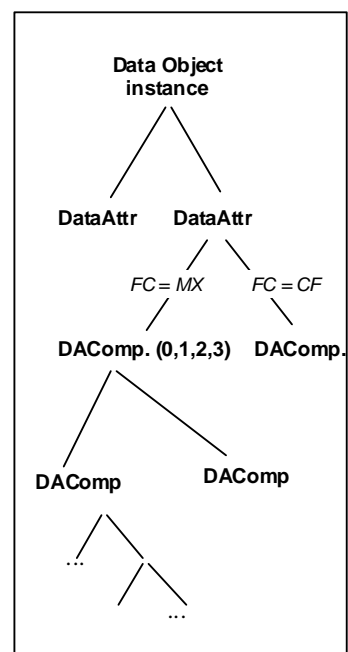 Data Object
instance
DataAttr DataAttr
FC = MX FC = CF
DAComp. (0,1,2,3) DAComp.
DAComp DAComp
...
...